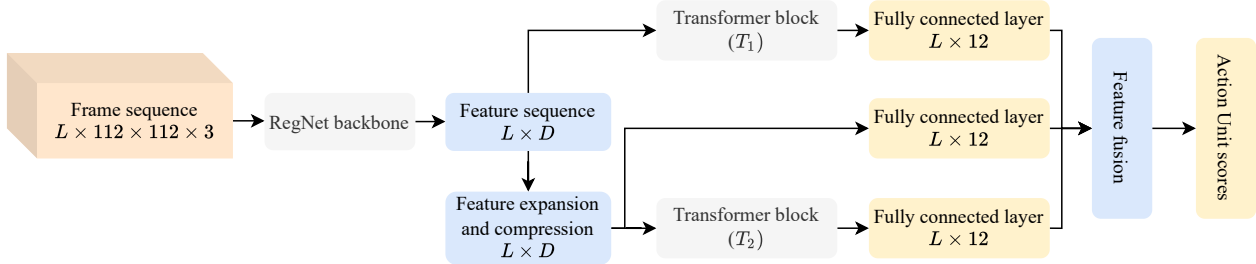 Frame sequence
L × 112 × 112 × 3
RegNet backbone
Feature sequence
L × D
Feature expansion
and compression
L × D
Transformer block
(T₁)
Fully connected layer
L × 12
Fully connected layer
L × 12
Transformer block
(T₂)
Fully connected layer
L × 12
Feature fusion
Action Unit scores